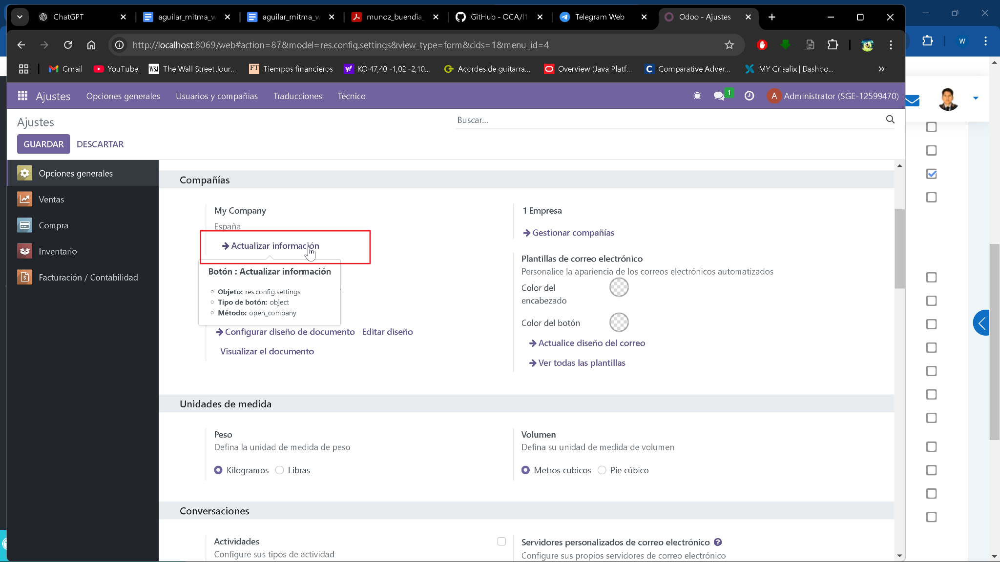 ChatGPT
aguilar_mitma_w
aguilar_mitma_w
munoz_buendia_
GitHub - OCA/l1
Telegram Web
Odoo - Ajustes
http://localhost:8069/web#action=87&model=res.config.settings&view_type=form&cids=1&menu_id=4
W
Gmail
YouTube
WSJ
The Wall Street Jour...
FT
Tiempos financieros
KO 47,40 -1,02 -2,10...
Acordes de guitarra...
Overview (Java Platf...
C
Comparative Adver...
MY Crisalix | Dashbo...
Ajustes
Opciones generales
Usuarios y compañías
Traducciones
Técnico
1
A
Administrator (SGE-12599470)
Ajustes
Buscar...
GUARDAR
DESCARTAR
Opciones generales
Ventas
Compra
Inventario
Facturación / Contabilidad
Compañías
My Company
España
Actualizar información
Botón : Actualizar información
Objeto: res.config.settings
Tipo de botón: object
Método: open_company
Configurar diseño de documento
Editar diseño
Visualizar el documento
1 Empresa
Gestionar compañías
Plantillas de correo electrónico
Personalice la apariencia de los correos electrónicos automatizados
Color del
encabezado
Color del botón
Actualice diseño del correo
Ver todas las plantillas
Unidades de medida
Peso
Defina la unidad de medida de peso
Kilogramos
Libras
Volumen
Defina su unidad de medida de volumen
Metros cubicos
Pie cúbico
Conversaciones
Actividades
Configure sus tipos de actividad
Servidores personalizados de correo electrónico
?
Configure sus propios servidores de correo electrónico